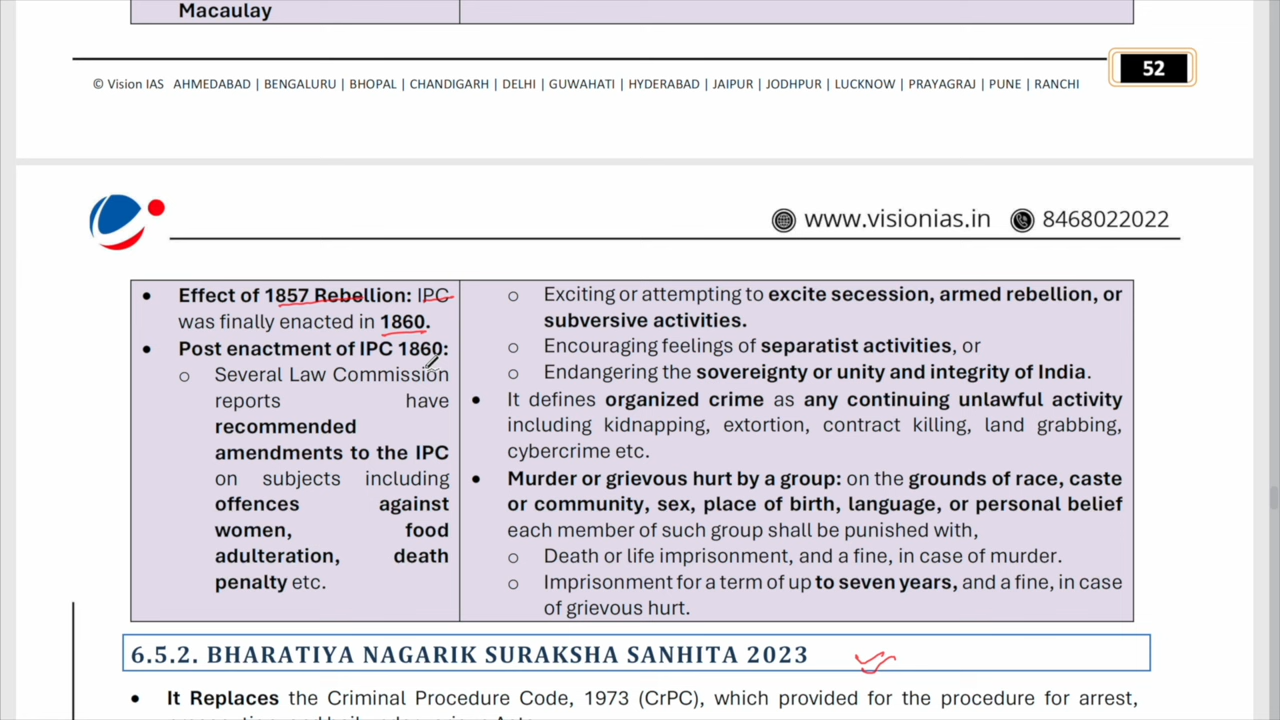 Macaulay
© Vision IAS AHMEDABAD | BENGALURU | BHOPAL | CHANDIGARH | DELHI | GUWAHATI | HYDERABAD | JAIPUR | JODHPUR | LUCKNOW | PRAYAGRAJ | PUNE | RANCHI
52
www.visionias.in 8468022022
• Effect of 1857 Rebellion: IPC
was finally enacted in 1860.
• Post enactment of IPC 1860:
o Several Law Commission
reports have
recommended
amendments to the IPC
on subjects including
offences against
women, food
adulteration, death
penalty etc.
o Exciting or attempting to excite secession, armed rebellion, or
subversive activities.
o Encouraging feelings of separatist activities, or
o Endangering the sovereignty or unity and integrity of India.
• It defines organized crime as any continuing unlawful activity
including kidnapping, extortion, contract killing, land grabbing,
cybercrime etc.
• Murder or grievous hurt by a group: on the grounds of race, caste
or community, sex, place of birth, language, or personal belief
each member of such group shall be punished with,
o Death or life imprisonment, and a fine, in case of murder.
o Imprisonment for a term of up to seven years, and a fine, in case
of grievous hurt.
6.5.2. BHARATIYA NAGARIK SURAKSHA SANHITA 2023
• It Replaces the Criminal Procedure Code, 1973 (CrPC), which provided for the procedure for arrest,